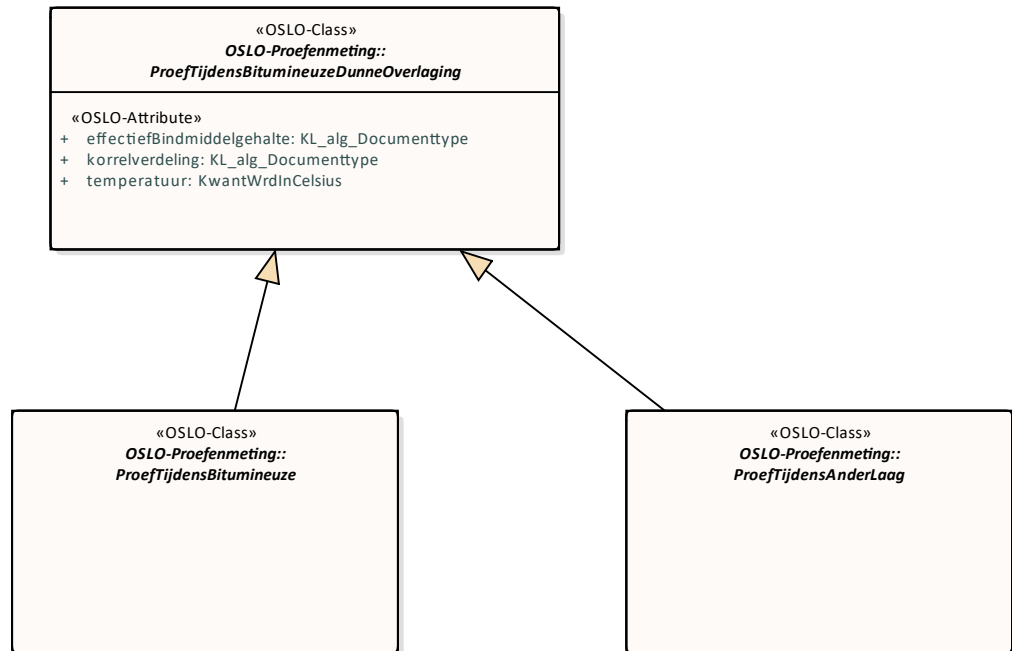 «OSLO-Class»
OSLO-Proefenmeting::
ProefTijdensBitumineuzeDunneOverlaging
«OSLO-Attribute»
+ effectiefBindmiddelgehalte: KL_alg_Documenttype
+ korrelverdeling: KL_alg_Documenttype
+ temperatuur: KwantWrdInCelsius
«OSLO-Class»
OSLO-Proefenmeting::
ProefTijdensBitumineuze
«OSLO-Class»
OSLO-Proefenmeting::
ProefTijdensAnderLaag